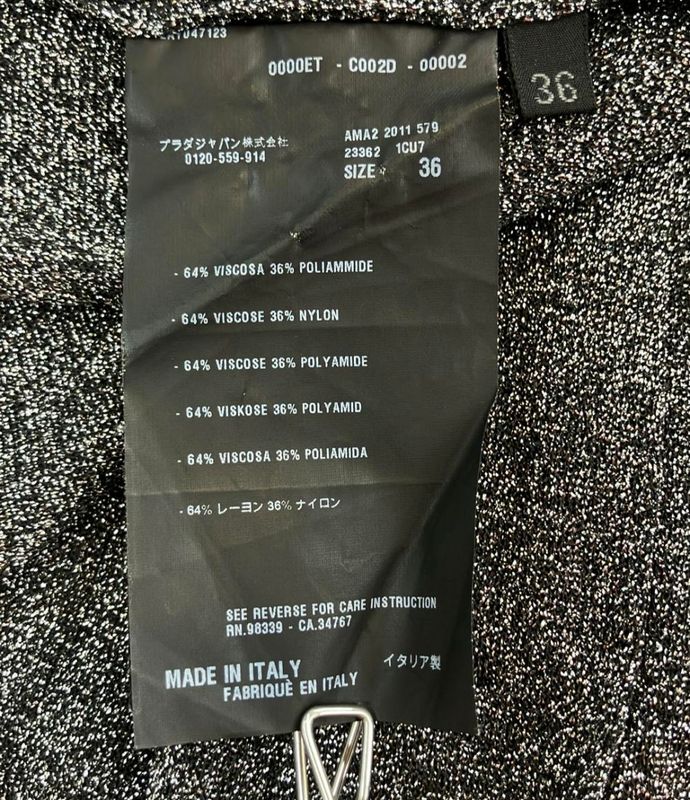 0000ET - C002D - 00002
36
プラダジャパン株式会社
0120-559-914
AMA2 2011 579
23362 1CU7
SIZE 36
- 64% VISCOSA 36% POLIAMMIDE
- 64% VISCOSE 36% NYLON
- 64% VISCOSE 36% POLYAMIDE
- 64% VISKOSE 36% POLYAMID
- 64% VISCOSA 36% POLIAMIDA
- 64% レーヨン 36% ナイロン
SEE REVERSE FOR CARE INSTRUCTION
RN.98339 - CA.34767
MADE IN ITALY
イタリア製
FABRIQUÈ EN ITALY